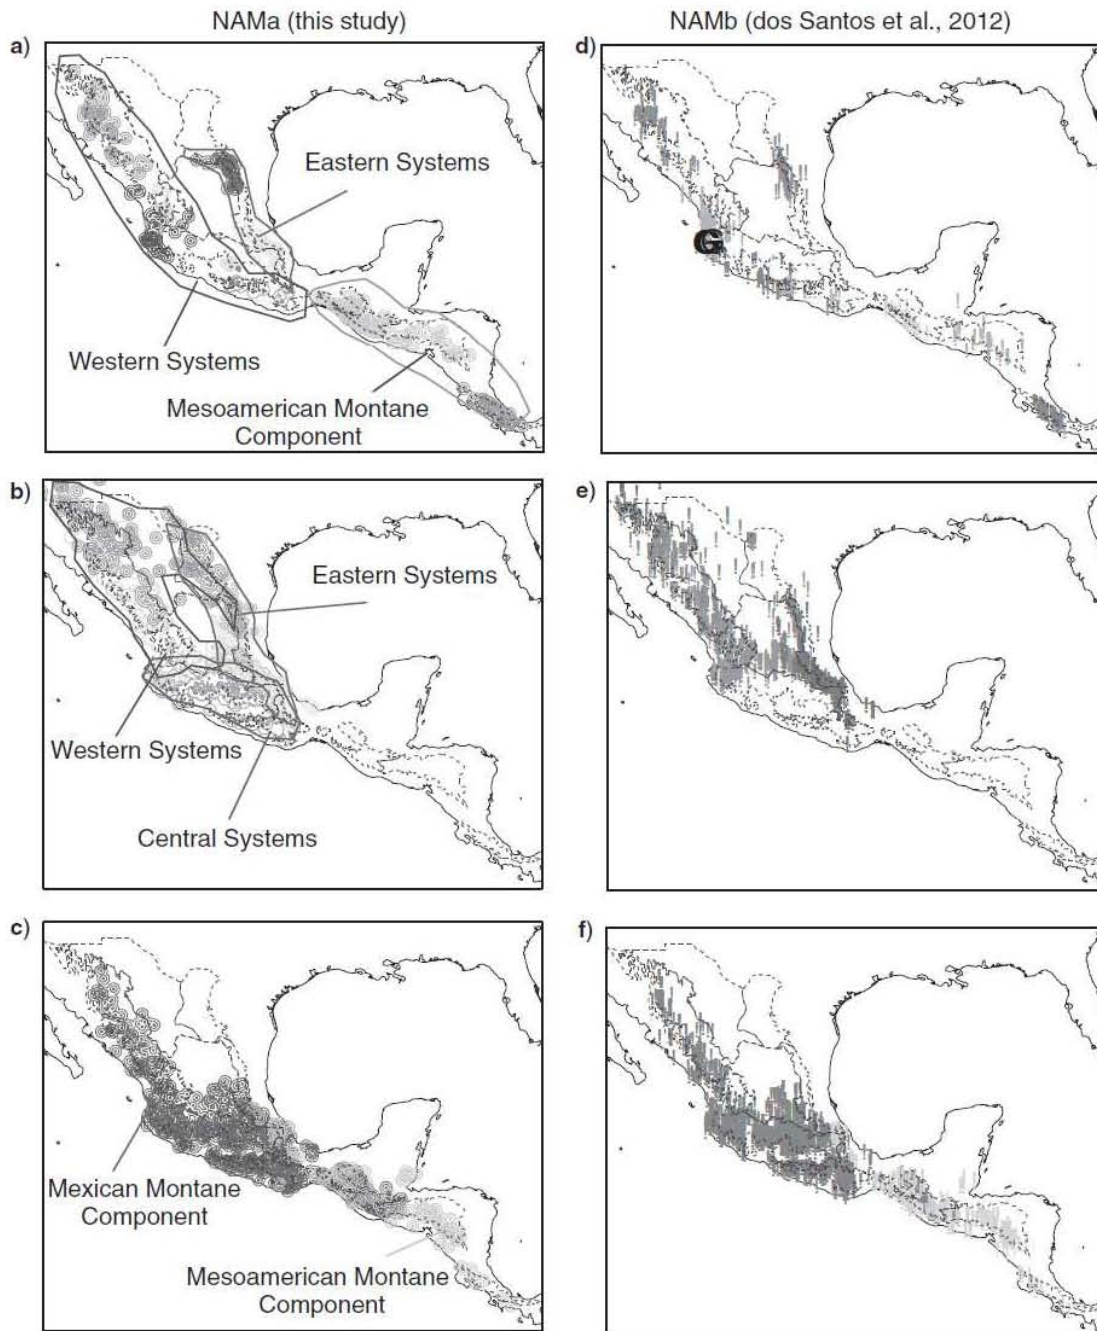 NAMa (this study)
NAMb (dos Santos et al., 2012)
a)
Eastern Systems
Western Systems
Mesoamerican Montane
Component
d)
G
b)
Eastern Systems
Western Systems
Central Systems
e)
c)
Mexican Montane
Component
Mesoamerican Montane
Component
f)